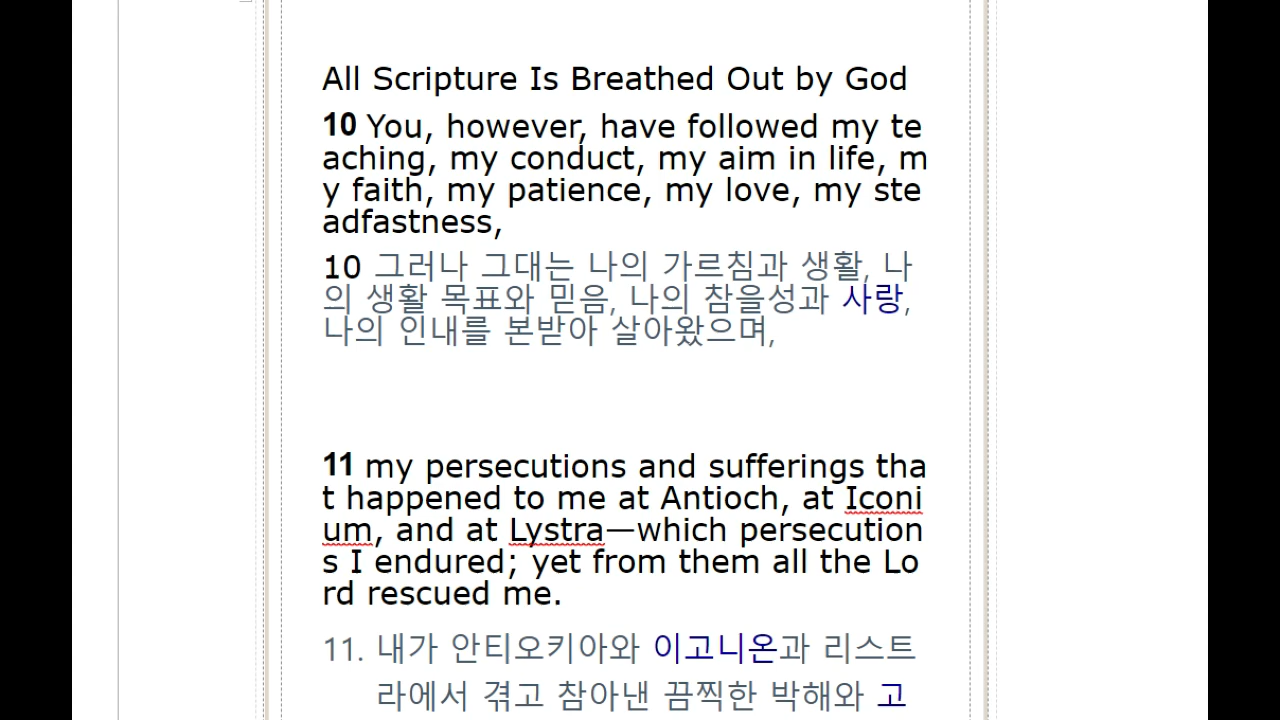 All Scripture Is Breathed Out by God
10 You, however, have followed my te
aching, my conduct, my aim in life, m
y faith, my patience, my love, my ste
adfastness,
10 그러나 그대는 나의 가르침과 생활, 나
의 생활 목표와 믿음, 나의 참을성과 사랑,
나의 인내를 본받아 살아왔으며,
11 my persecutions and sufferings tha
t happened to me at Antioch, at Iconi
um, and at Lystra—which persecution
s I endured; yet from them all the Lo
rd rescued me.
11. 내가 안티오키아와 이고니온과 리스트
라에서 겪고 참아낸 끔찍한 박해와 고